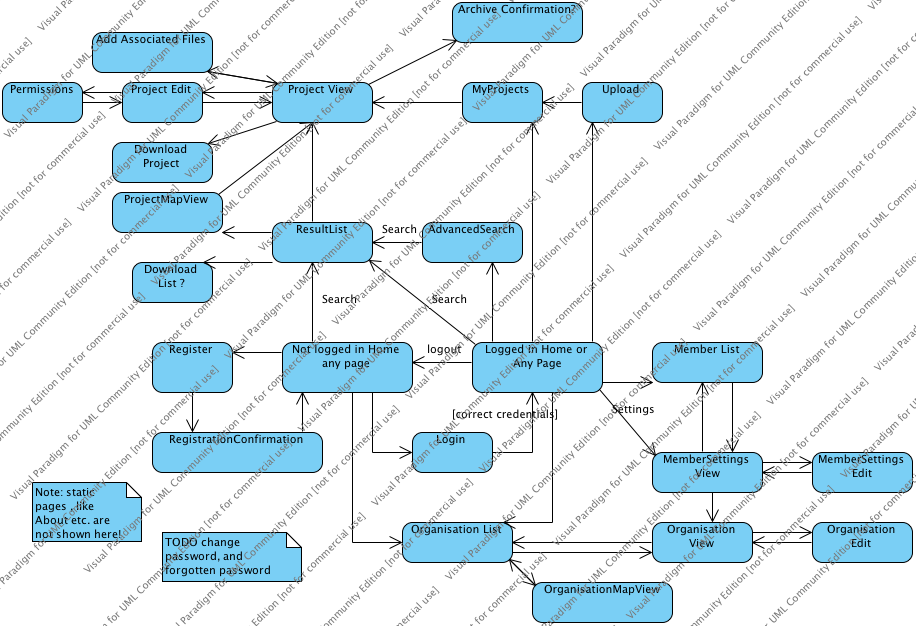 Archive Confirmation?
Add Associated Files
Permissions
Project Edit
Project View
MyProjects
Upload
Download
Project
ProjectMapView
ResultList
Search
AdvancedSearch
Download
List ?
Search
Search
Register
Not logged in Home
any page
logout
Logged in Home or
Any Page
Member List
[correct credentials]
Settings
RegistrationConfirmation
Login
MemberSettings
View
MemberSettings
Edit
Note: static
pages , like
About etc. are
not shown here!
TODO change
password, and
forgotten password
Organisation List
Organisation
View
Organisation
Edit
OrganisationMapView
Visual Paradigm for UML Community Edition [not for commercial use]